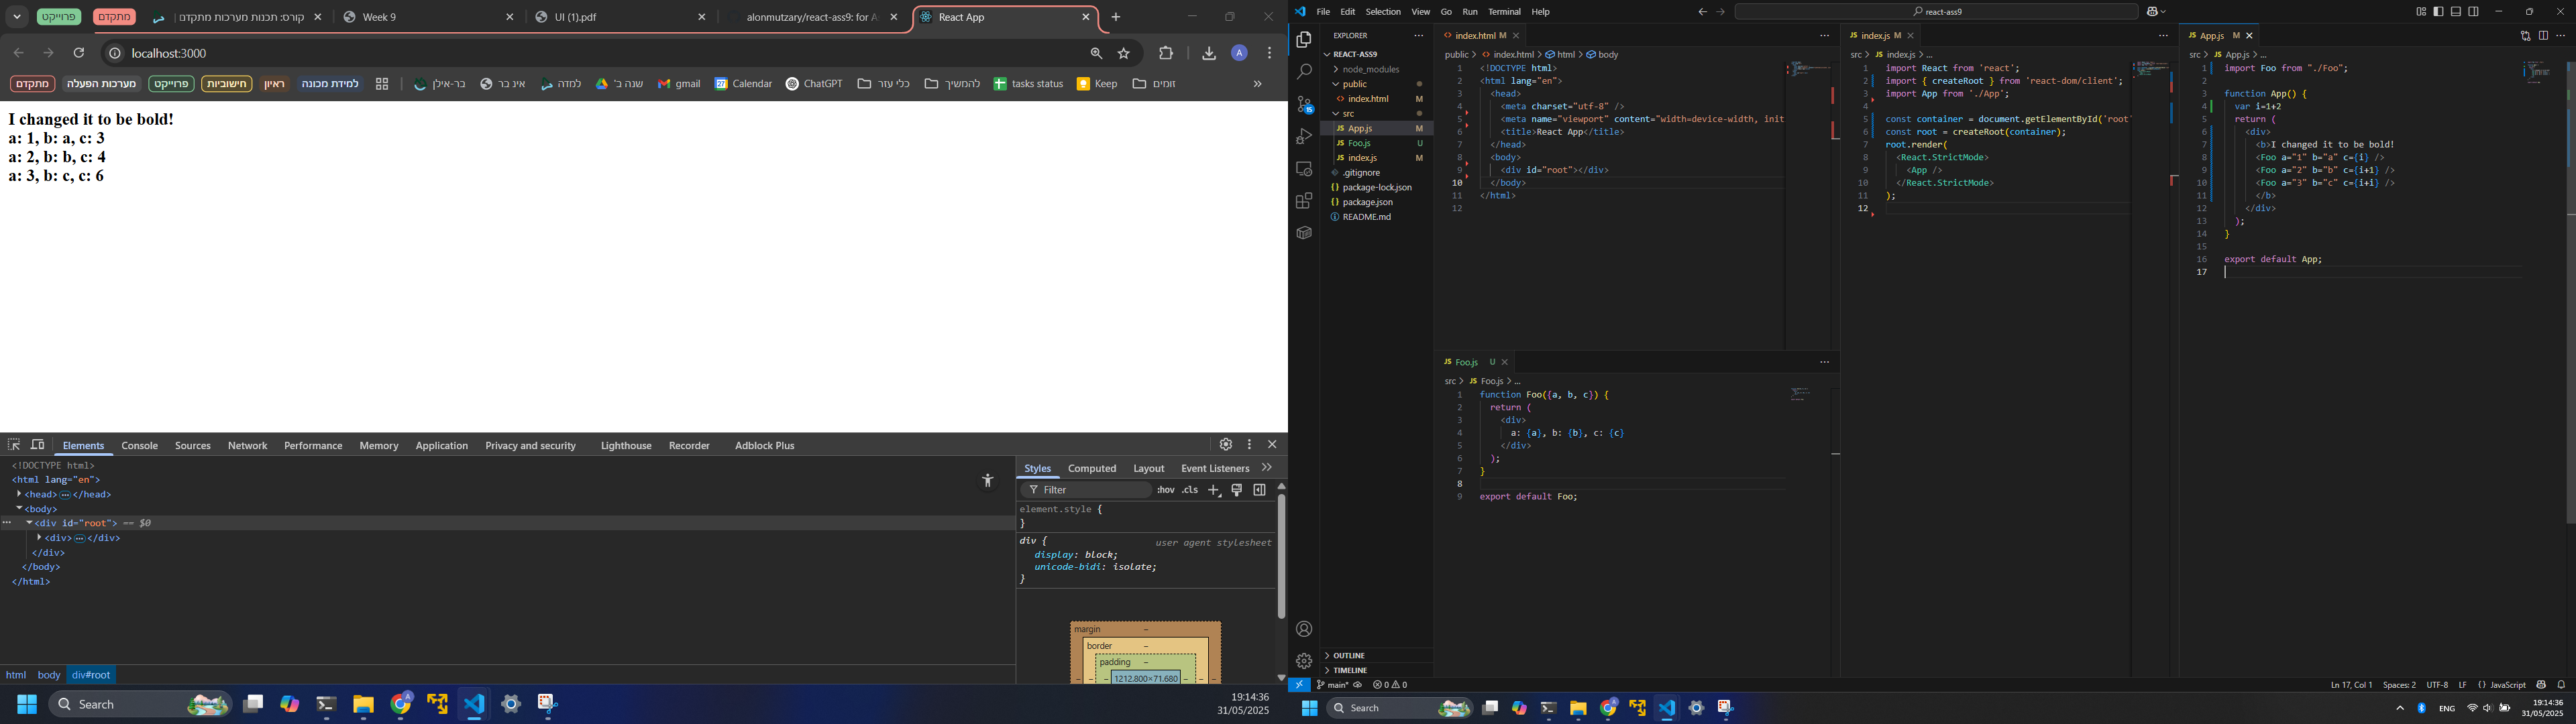 פרוייקט
מתקדם
קורס: תכנות מערכות מתקדם |
Week 9
UI (1).pdf
alonmutzary/react-ass9: for A
React App
localhost:3000
A
מתקדם
מערכות הפעלה
פרוייקט
חישוביות
ראיון
למידת מכונה
בר-אילן
אינ בר
למדה
שנה ב'
gmail
Calendar
ChatGPT
כלי עזר
להמשיך
tasks status
Keep
זומים
»
I changed it to be bold!
a: 1, b: a, c: 3
a: 2, b: b, c: 4
a: 3, b: c, c: 6
Elements Console Sources Network Performance Memory Application Privacy and security Lighthouse Recorder Adblock Plus
<!DOCTYPE html>
<html lang="en">
<head>⋯</head>
<body>
⋯ <div id="root"> == $0
<div>⋯</div>
</div>
</body>
</html>
html body div#root
Styles Computed Layout Event Listeners »
Filter :hov .cls
element.style {
}
div { user agent stylesheet
display: block;
unicode-bidi: isolate;
}
margin –
border –
padding –
– – – 1212.800×71.680 – – –
Search
19:14:36
31/05/2025
File Edit Selection View Go Run Terminal Help
react-ass9
EXPLORER
REACT-ASS9
node_modules
public
index.html M
src
App.js M
Foo.js U
index.js M
.gitignore
package-lock.json
package.json
README.md
OUTLINE
TIMELINE
15
index.html M
public > index.html > html > body
1 <!DOCTYPE html>
2 <html lang="en">
3 <head>
4 <meta charset="utf-8" />
5 <meta name="viewport" content="width=device-width, init
6 <title>React App</title>
7 </head>
8 <body>
9 <div id="root"></div>
10 </body>
11 </html>
12
Foo.js U
src > Foo.js > ...
1 function Foo({a, b, c}) {
2 return (
3 <div>
4 a: {a}, b: {b}, c: {c}
5 </div>
6 );
7 }
8
9 export default Foo;
index.js M
src > index.js > ...
1 import React from 'react';
2 import { createRoot } from 'react-dom/client';
3 import App from './App';
4
5 const container = document.getElementById('root'
6 const root = createRoot(container);
7 root.render(
8 <React.StrictMode>
9 <App />
10 </React.StrictMode>
11 );
12
App.js M
src > App.js > ...
1 import Foo from "./Foo";
2
3 function App() {
4 var i=1+2
5 return (
6 <div>
7 <b>I changed it to be bold!
8 <Foo a="1" b="a" c={i} />
9 <Foo a="2" b="b" c={i+1} />
10 <Foo a="3" b="c" c={i+i} />
11 </b>
12 </div>
13 );
14 }
15
16 export default App;
17
main* 0 0
Ln 17, Col 1 Spaces: 2 UTF-8 LF {} JavaScript
Search
ENG
19:14:36
31/05/2025